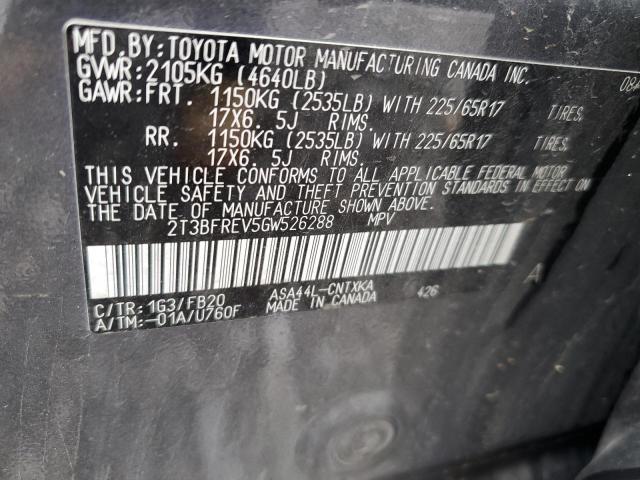 MFD. BY: TOYOTA MOTOR MANUFACTURING CANADA INC. 08
GVWR: 2105KG (4640LB)
GAWR: FRT. 1150KG (2535LB) WITH 225/65R17 TIRES,
17X6. 5J RIMS.
RR. 1150KG (2535LB) WITH 225/65R17 TIRES,
17X6. 5J RIMS.
THIS VEHICLE CONFORMS TO ALL APPLICABLE FEDERAL MOTOR
VEHICLE SAFETY AND THEFT PREVENTION STANDARDS IN EFFECT ON
THE DATE OF MANUFACTURE SHOWN ABOVE.
2T3BFREV5GW526288 MPV
A
C/TR: 1G3/FB20 ASA44L-CNTXKA 426
A/TM:-01A/U760F MADE IN CANADA